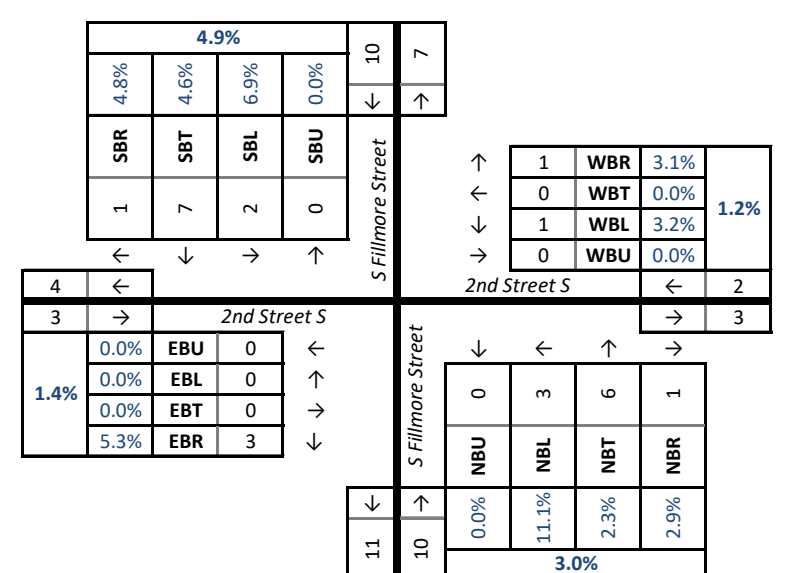 4.9%
4.8% 4.6% 6.9% 0.0% 10 7
↓ ↑
SBR SBT SBL SBU
1 7 2 0
← ↓ → ↑
S Fillmore Street
↑ 1 WBR 3.1%
← 0 WBT 0.0%
↓ 1 WBL 3.2%
→ 0 WBU 0.0%
1.2%
4 ← 2nd Street S ← 2
3 → 2nd Street S → 3
0.0% EBU 0 ←
0.0% EBL 0 ↑
0.0% EBT 0 →
5.3% EBR 3 ↓
1.4%
S Fillmore Street
↓ ← ↑ →
0 3 6 1
NBU NBL NBT NBR
↓ ↑
11 10 0.0% 11.1% 2.3% 2.9%
3.0%